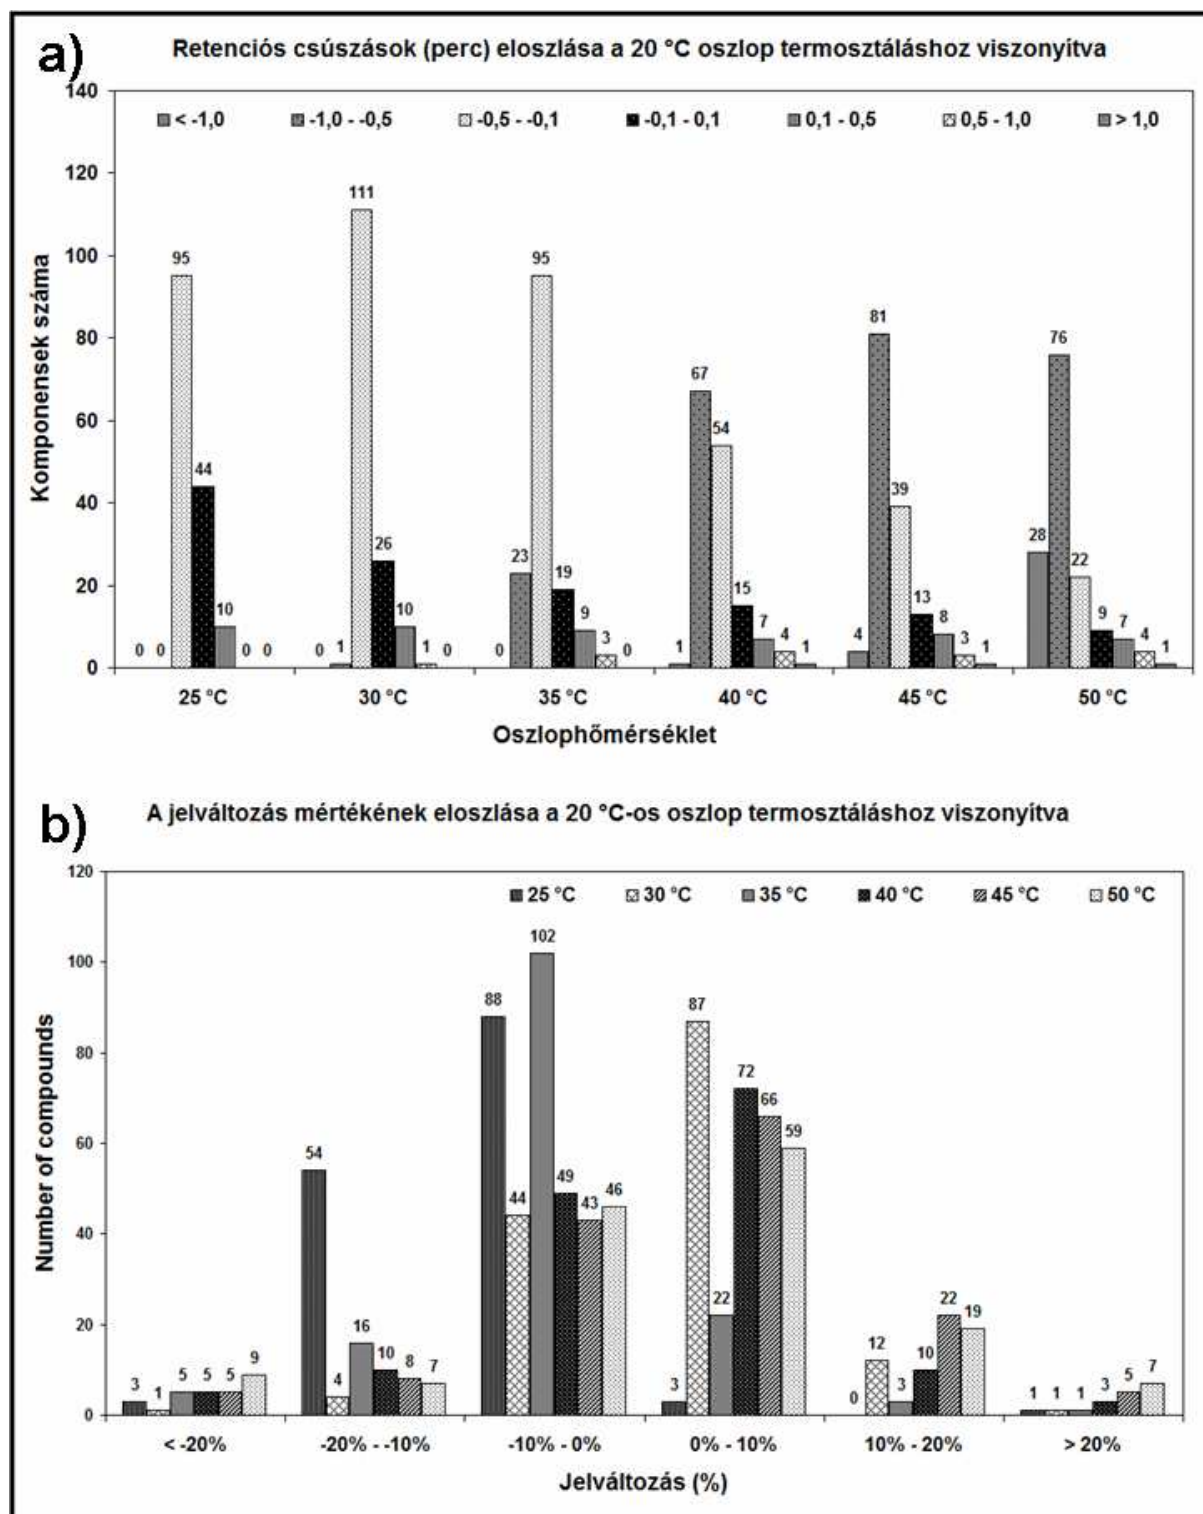 a)
Retenciós csúszások (perc) eloszlása a 20 °C oszlop termosztáláshoz viszonyítva
140
120
100
80
60
40
20
0
Komponensek száma
< -1,0 -1,0 - -0,5 -0,5 - -0,1 -0,1 - 0,1 0,1 - 0,5 0,5 - 1,0 > 1,0
0 0 95 44 10 0 0
0 1 111 26 10 1 0
0 23 95 19 9 3 0
1 67 54 15 7 4 1
4 81 39 13 8 3 1
28 76 22 9 7 4 1
25 °C 30 °C 35 °C 40 °C 45 °C 50 °C
Oszlophőmérséklet
b)
A jelváltozás mértékének eloszlása a 20 °C-os oszlop termosztáláshoz viszonyítva
120
100
80
60
40
20
0
Number of compounds
25 °C 30 °C 35 °C 40 °C 45 °C 50 °C
3 1 5 5 5 9
54 4 16 10 8 7
88 44 102 49 43 46
3 87 22 72 66 59
0 12 3 10 22 19
1 1 1 3 5 7
< -20% -20% - -10% -10% - 0% 0% - 10% 10% - 20% > 20%
Jelváltozás (%)